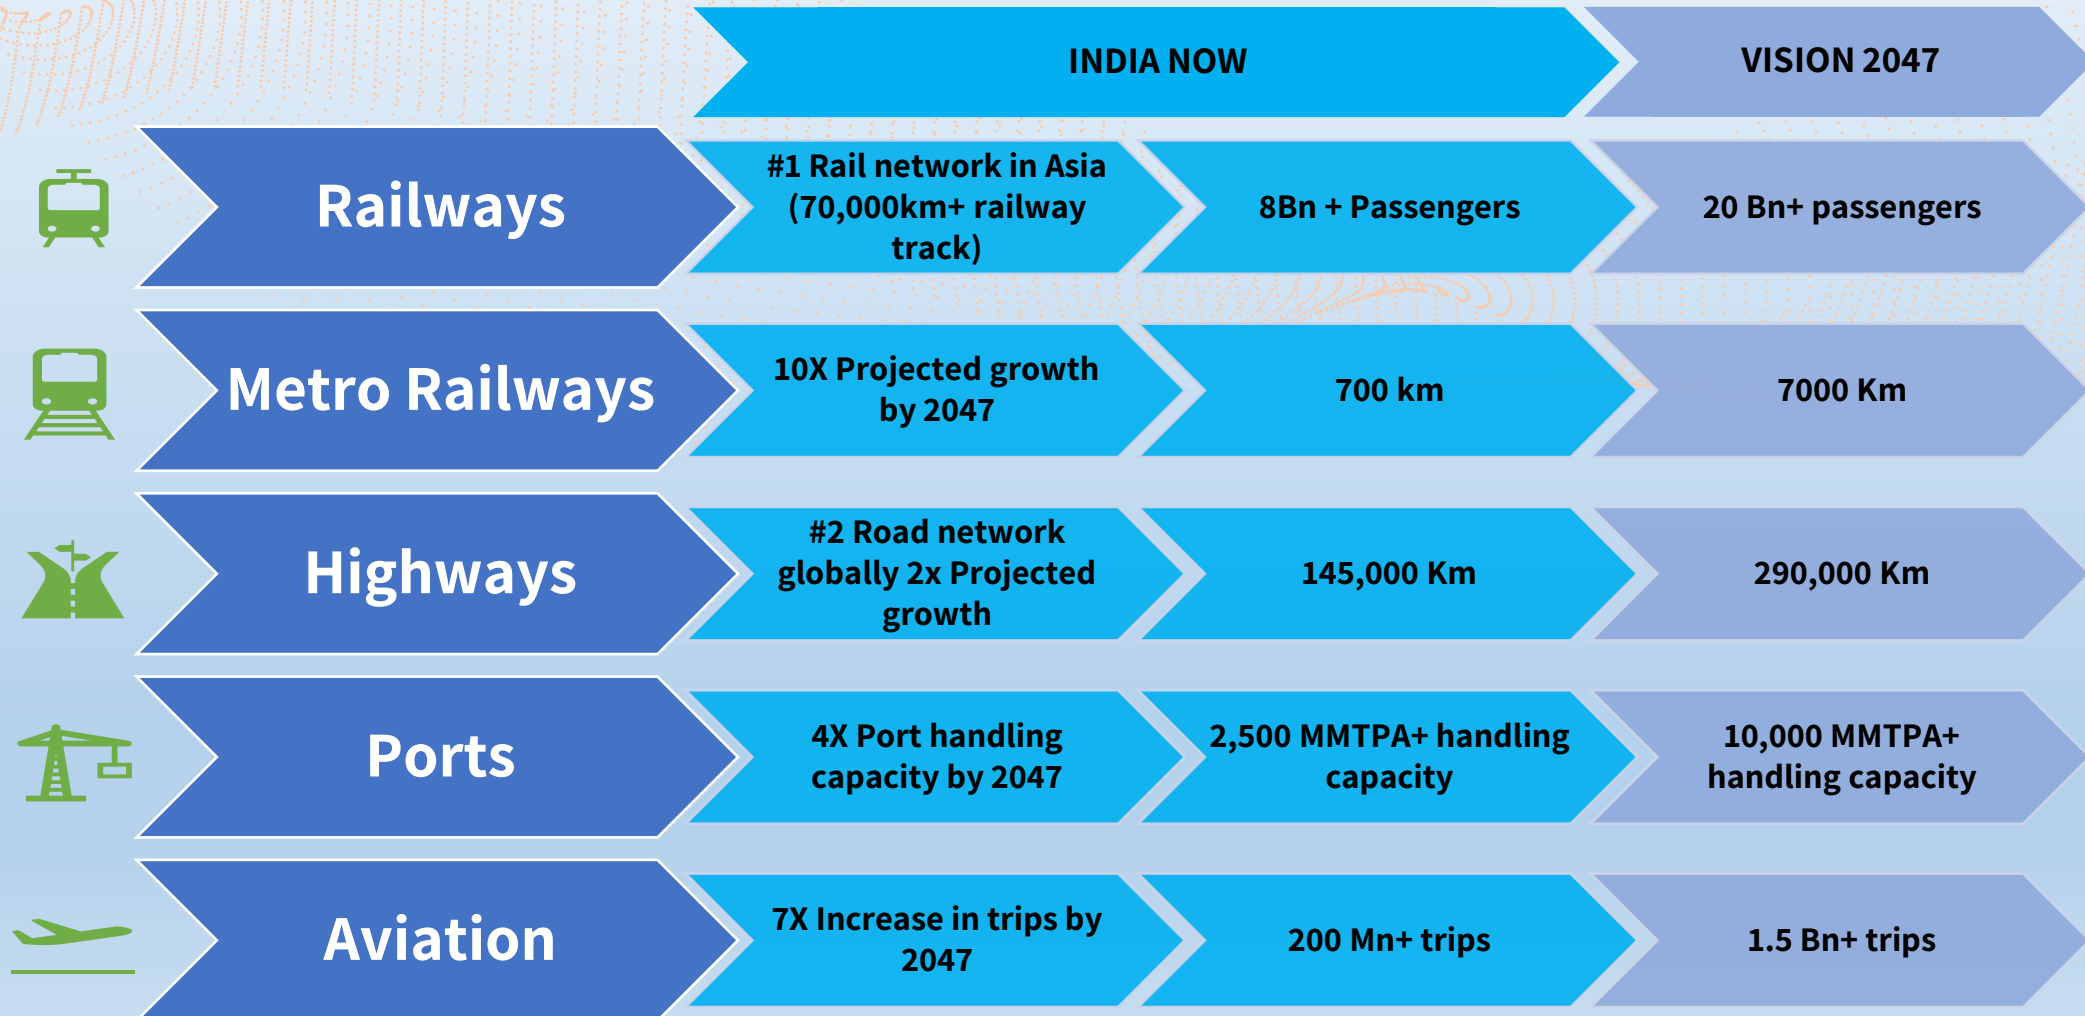 INDIA NOW
VISION 2047
Railways
#1 Rail network in Asia
(70,000km+ railway
track)
8Bn + Passengers
20 Bn+ passengers
Metro Railways
10X Projected growth
by 2047
700 km
7000 Km
Highways
#2 Road network
globally 2x Projected
growth
145,000 Km
290,000 Km
Ports
4X Port handling
capacity by 2047
2,500 MMTPA+ handling
capacity
10,000 MMTPA+
handling capacity
Aviation
7X Increase in trips by
2047
200 Mn+ trips
1.5 Bn+ trips